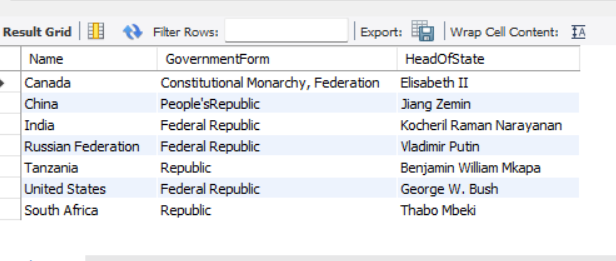 Result Grid Filter Rows: Export: Wrap Cell Content: IA
Name GovernmentForm HeadOfState
Canada Constitutional Monarchy, Federation Elisabeth II
China People'sRepublic Jiang Zemin
India Federal Republic Kocheril Raman Narayanan
Russian Federation Federal Republic Vladimir Putin
Tanzania Republic Benjamin William Mkapa
United States Federal Republic George W. Bush
South Africa Republic Thabo Mbeki